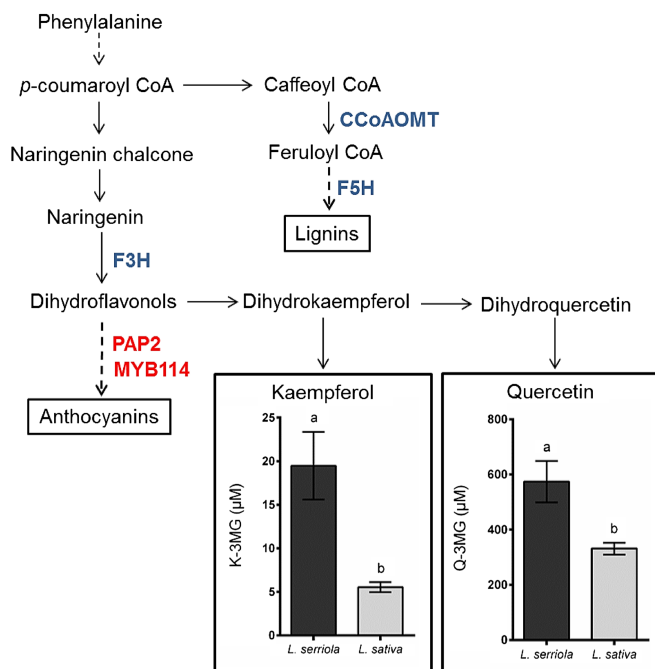 Phenylalanine
p-coumaroyl CoA
Caffeoyl CoA
CCoAOMT
Naringenin chalcone
Feruloyl CoA
F5H
Naringenin
Lignins
F3H
Dihydroflavonols
Dihydrokaempferol
Dihydroquercetin
PAP2
MYB114
Anthocyanins
Kaempferol
K-3MG (µM)
25
20
15
10
5
0
a
b
L. serriola
L. sativa
Quercetin
Q-3MG (µM)
800
600
400
200
0
a
b
L. serriola
L. sativa